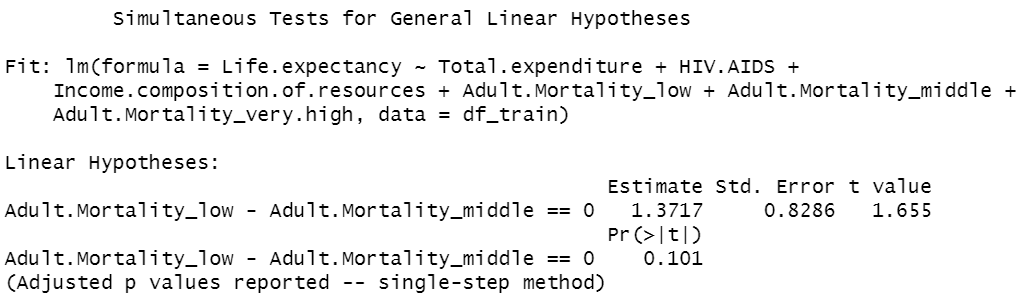 Simultaneous Tests for General Linear Hypotheses
Fit: lm(formula = Life.expectancy ~ Total.expenditure + HIV.AIDS +
Income.composition.of.resources + Adult.Mortality_low + Adult.Mortality_middle +
Adult.Mortality_very.high, data = df_train)
Linear Hypotheses:
Estimate Std. Error t value
Adult.Mortality_low - Adult.Mortality_middle == 0 1.3717 0.8286 1.655
Pr(>|t|)
Adult.Mortality_low - Adult.Mortality_middle == 0 0.101
(Adjusted p values reported -- single-step method)